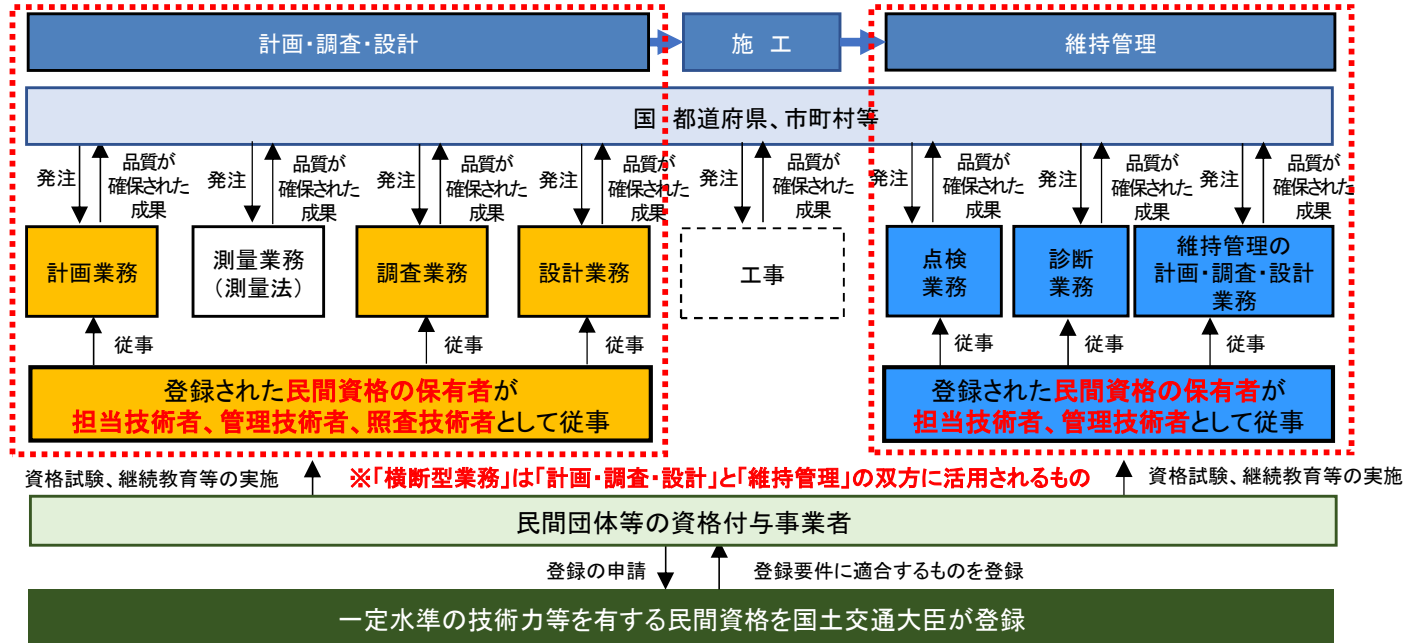 計画・調査・設計
施 工
維持管理
国 都道府県、市町村等
発注
品質が
確保された
成果
発注
品質が
確保された
成果
発注
品質が
確保された
成果
発注
品質が
確保された
成果
発注
品質が
確保された
成果
発注
品質が
確保された
成果
発注
品質が
確保された
成果
発注
品質が
確保された
成果
計画業務
測量業務
（測量法）
調査業務
設計業務
工事
点検
業務
診断
業務
維持管理の
計画・調査・設計
業務
従事
従事
従事
従事
従事
従事
登録された民間資格の保有者が
担当技術者、管理技術者、照査技術者として従事
登録された民間資格の保有者が
担当技術者、管理技術者として従事
資格試験、継続教育等の実施
※「横断型業務」は「計画・調査・設計」と「維持管理」の双方に活用されるもの
資格試験、継続教育等の実施
民間団体等の資格付与事業者
登録の申請
登録要件に適合するものを登録
一定水準の技術力等を有する民間資格を国土交通大臣が登録